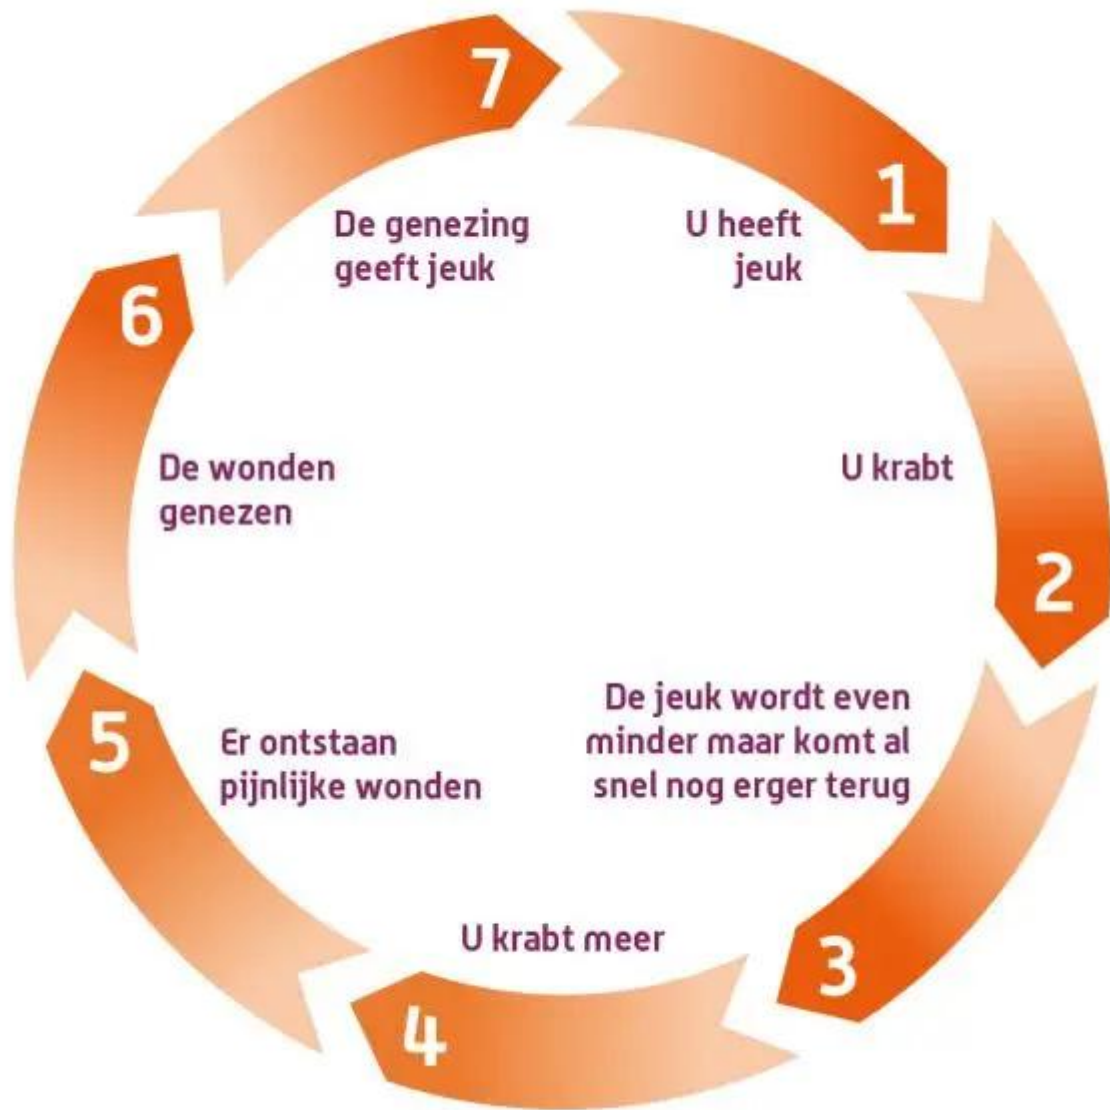 1
U heeft
jeuk
2
U krabt
3
De jeuk wordt even
minder maar komt al
snel nog erger terug
4
U krabt meer
5
Er ontstaan
pijnlijke wonden
6
De wonden
genezen
7
De genezing
geeft jeuk